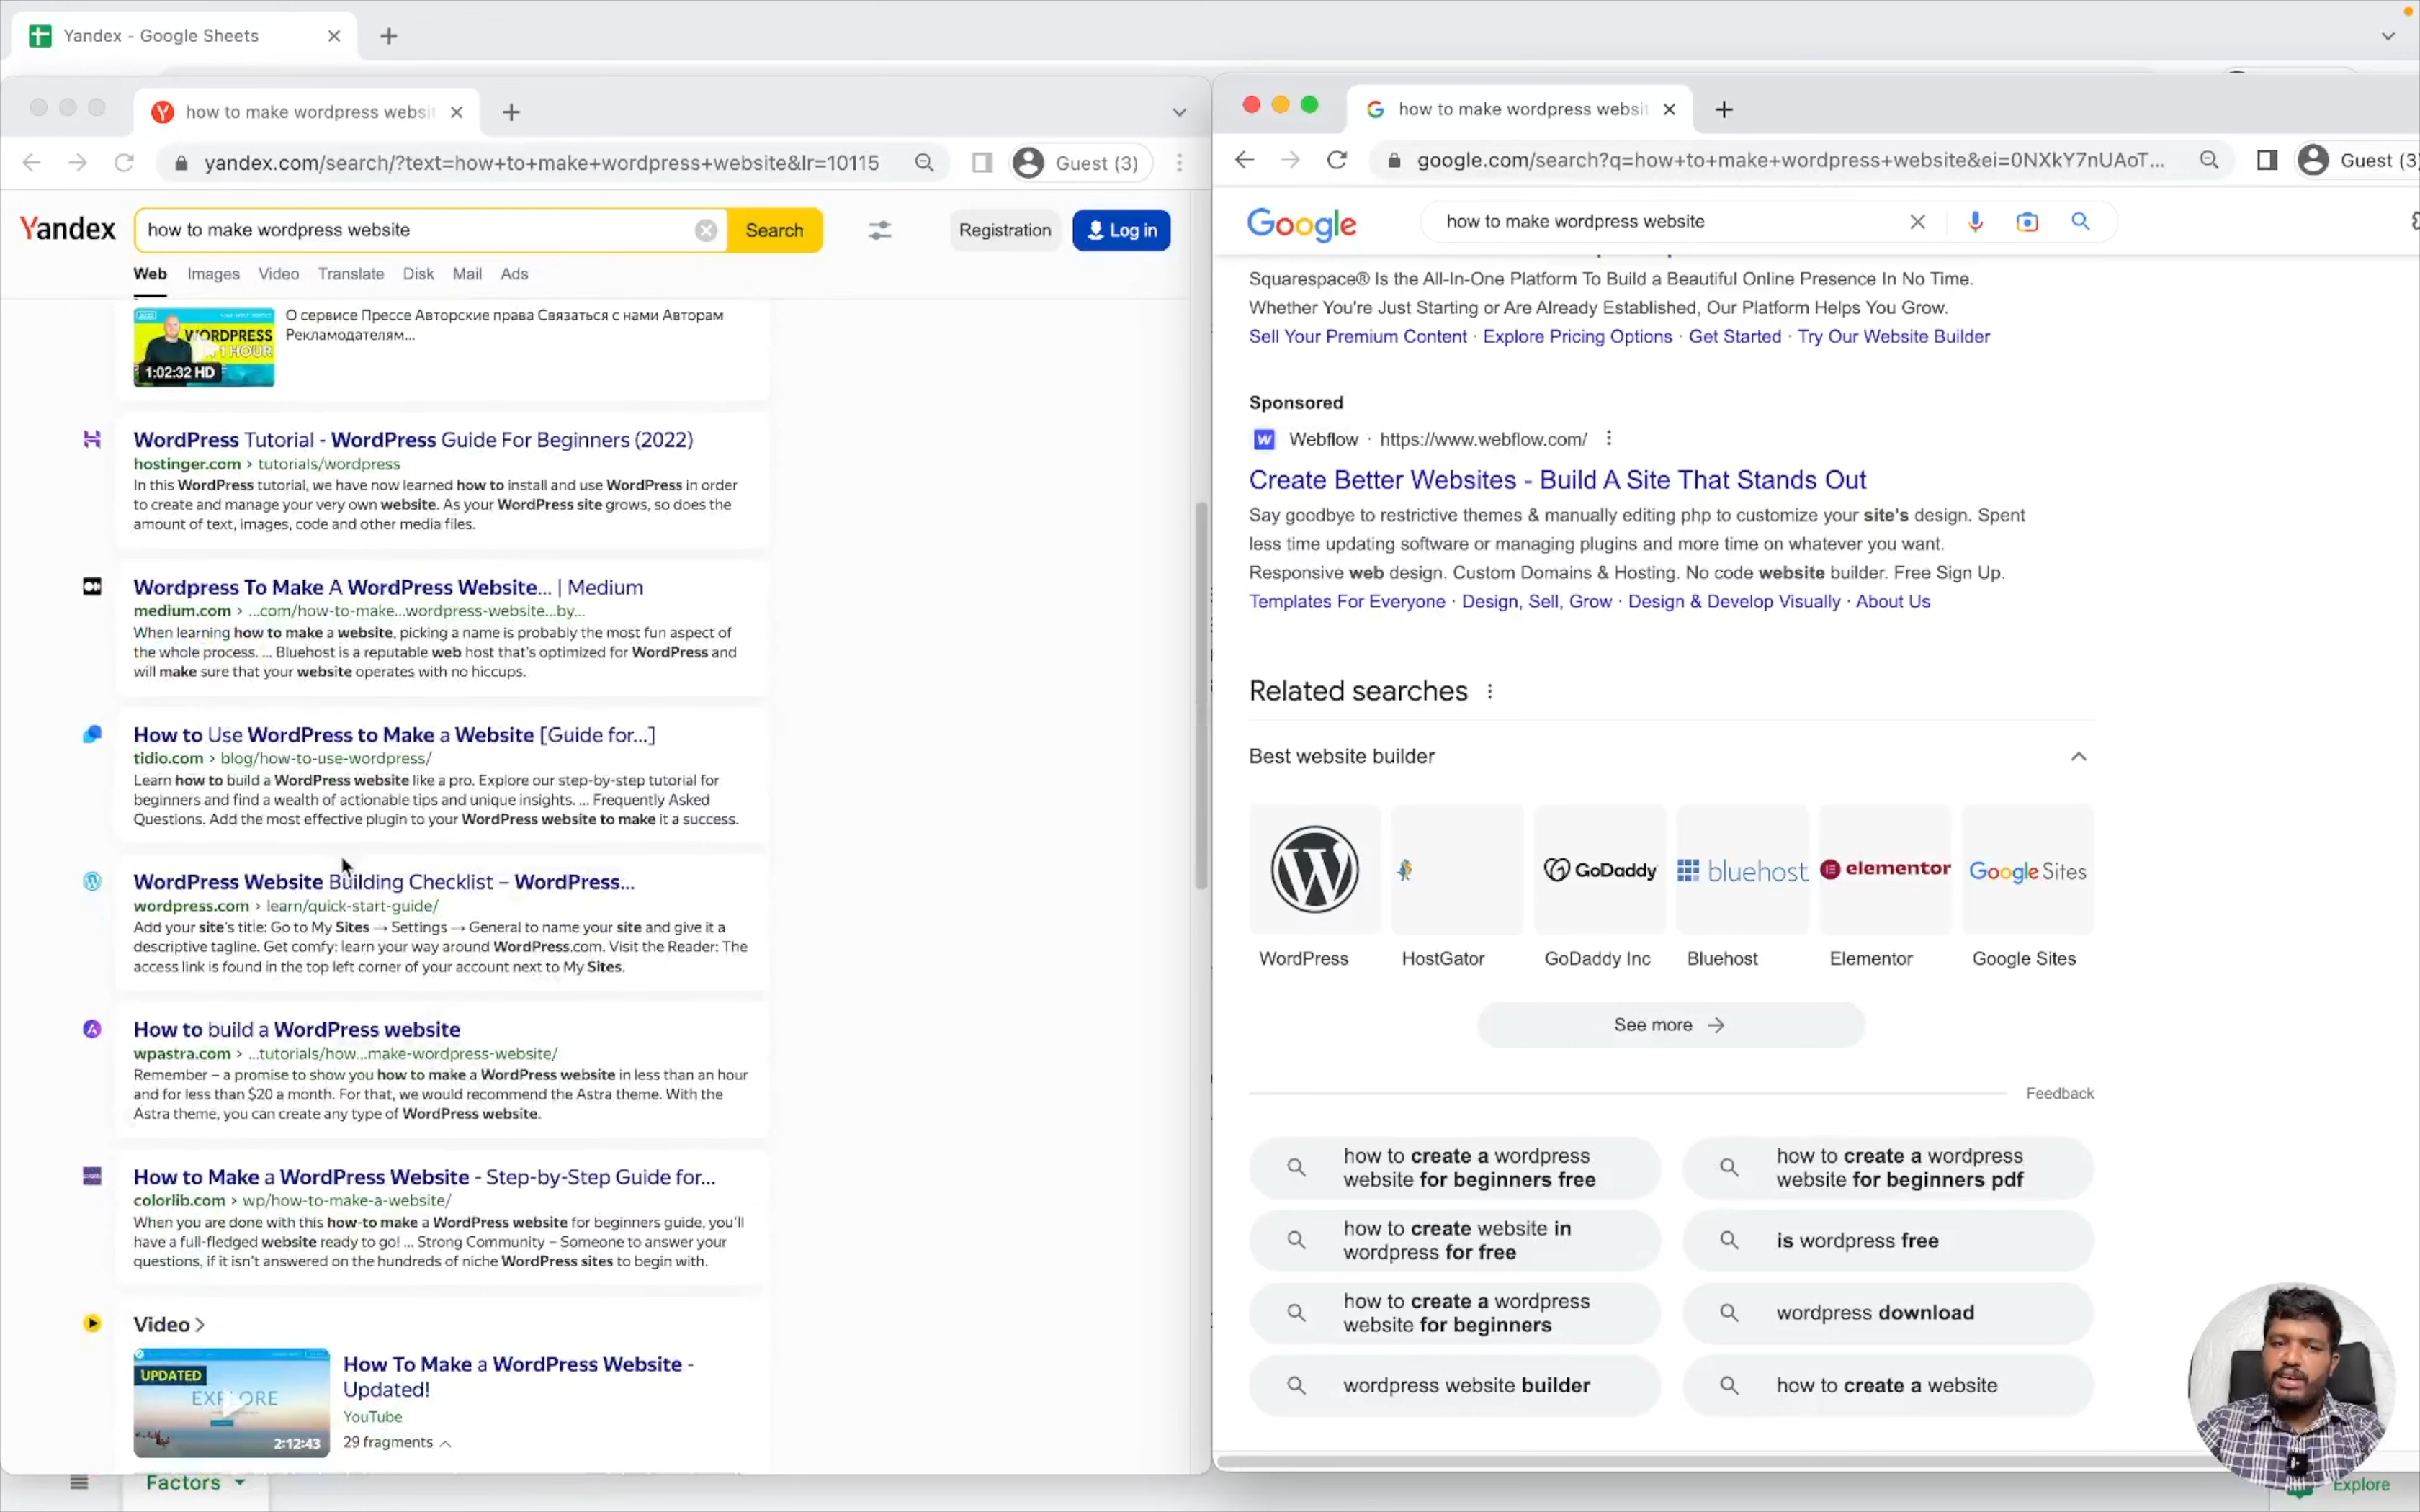 Yandex - Google Sheets
how to make wordpress websit
yandex.com/search/?text=how+to+make+wordpress+website&lr=10115
Guest (3)
Yandex
how to make wordpress website
Search
Registration
Log in
Web Images Video Translate Disk Mail Ads
WORDPRESS
1 HOUR
1:02:32 HD
О сервисе Прессе Авторские права Связаться с нами Авторам
Рекламодателям...
WordPress Tutorial - WordPress Guide For Beginners (2022)
hostinger.com > tutorials/wordpress
In this WordPress tutorial, we have now learned how to install and use WordPress in order
to create and manage your very own website. As your WordPress site grows, so does the
amount of text, images, code and other media files.
Wordpress To Make A WordPress Website... | Medium
medium.com > ...com/how-to-make...wordpress-website...by...
When learning how to make a website, picking a name is probably the most fun aspect of
the whole process. ... Bluehost is a reputable web host that's optimized for WordPress and
will make sure that your website operates with no hiccups.
How to Use WordPress to Make a Website [Guide for...]
tidio.com > blog/how-to-use-wordpress/
Learn how to build a WordPress website like a pro. Explore our step-by-step tutorial for
beginners and find a wealth of actionable tips and unique insights. ... Frequently Asked
Questions. Add the most effective plugin to your WordPress website to make it a success.
WordPress Website Building Checklist – WordPress...
wordpress.com > learn/quick-start-guide/
Add your site's title: Go to My Sites → Settings → General to name your site and give it a
descriptive tagline. Get comfy: learn your way around WordPress.com. Visit the Reader: The
access link is found in the top left corner of your account next to My Sites.
How to build a WordPress website
wpastra.com > ...tutorials/how...make-wordpress-website/
Remember – a promise to show you how to make a WordPress website in less than an hour
and for less than $20 a month. For that, we would recommend the Astra theme. With the
Astra theme, you can create any type of WordPress website.
How to Make a WordPress Website - Step-by-Step Guide for...
colorlib.com > wp/how-to-make-a-website/
When you are done with this how-to make a WordPress website for beginners guide, you'll
have a full-fledged website ready to go! ... Strong Community – Someone to answer your
questions, if it isn't answered on the hundreds of niche WordPress sites to begin with.
Video >
UPDATED
EXPLORE
2:12:43
How To Make a WordPress Website -
Updated!
YouTube
29 fragments
Factors
how to make wordpress websit
google.com/search?q=how+to+make+wordpress+website&ei=0NXkY7nUAoT...
Guest (3)
Google
how to make wordpress website
Squarespace® Is the All-In-One Platform To Build a Beautiful Online Presence In No Time.
Whether You're Just Starting or Are Already Established, Our Platform Helps You Grow.
Sell Your Premium Content · Explore Pricing Options · Get Started · Try Our Website Builder
Sponsored
Webflow · https://www.webflow.com/
Create Better Websites - Build A Site That Stands Out
Say goodbye to restrictive themes & manually editing php to customize your site's design. Spent
less time updating software or managing plugins and more time on whatever you want.
Responsive web design. Custom Domains & Hosting. No code website builder. Free Sign Up.
Templates For Everyone · Design, Sell, Grow · Design & Develop Visually · About Us
Related searches
Best website builder
GoDaddy bluehost elementor Google Sites
WordPress HostGator GoDaddy Inc Bluehost Elementor Google Sites
See more →
Feedback
how to create a wordpress
website for beginners free
how to create a wordpress
website for beginners pdf
how to create website in
wordpress for free
is wordpress free
how to create a wordpress
website for beginners
wordpress download
wordpress website builder
how to create a website
Explore